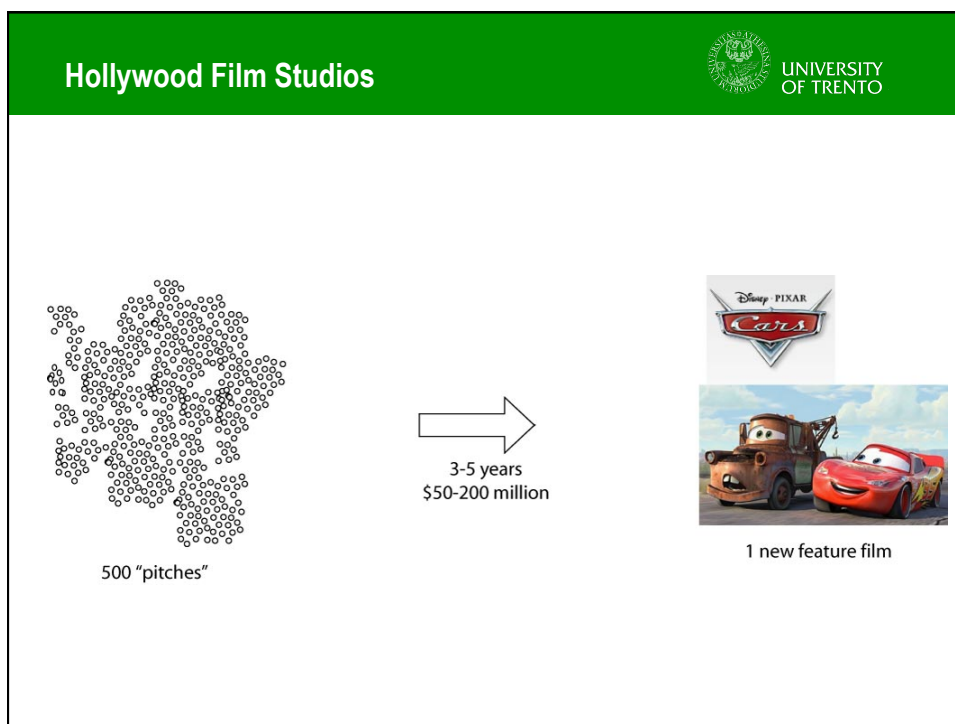 Hollywood Film Studios
UNIVERSITY
OF TRENTO
DISNEY · PIXAR
Cars
3-5 years
$50-200 million
1 new feature film
500 “pitches”